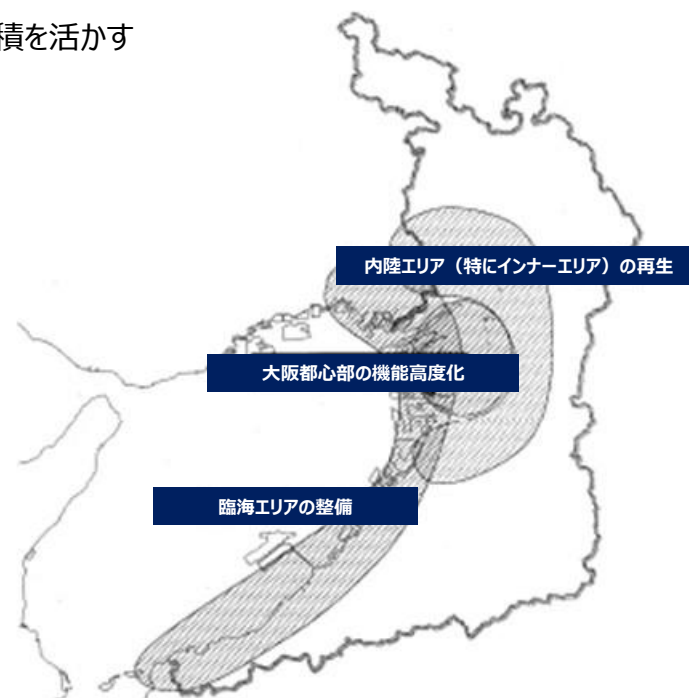 積を活かす
内陸エリア（特にインナーエリア）の再生
大阪都心部の機能高度化
臨海エリアの整備